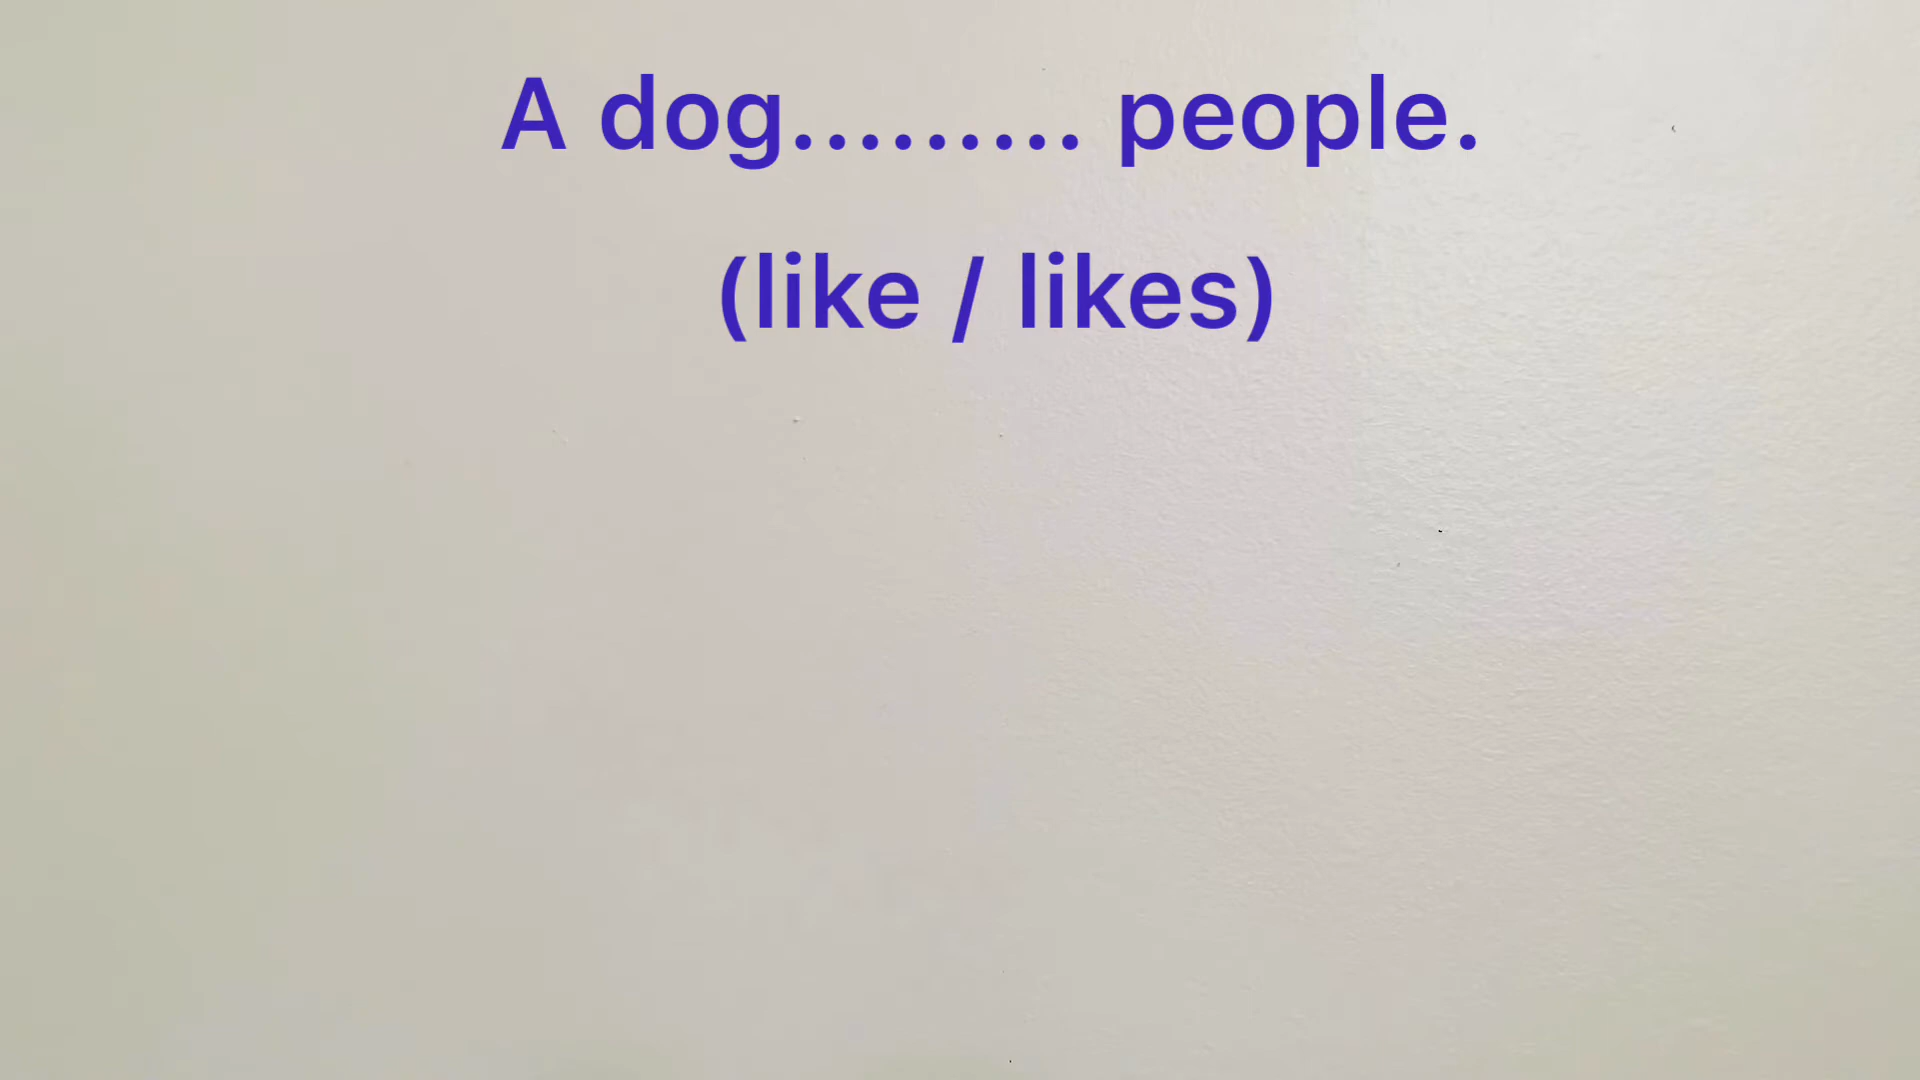 A dog......... people.
(like / likes)